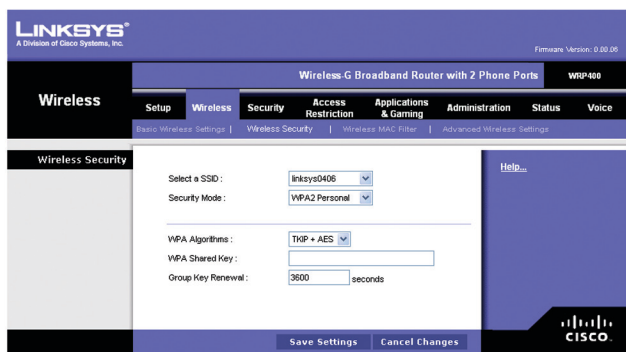 LINKSYS®
A Division of Cisco Systems, Inc.
Firmware Version: 0.00.06
Wireless-G Broadband Router with 2 Phone Ports WRP400
Wireless
Setup Wireless Security Access Restriction Applications & Gaming Administration Status Voice
Basic Wireless Settings | Wireless Security | Wireless MAC Filter | Advanced Wireless Settings
Wireless Security
Help...
Select a SSID : linksys0406
Security Mode : WPA2 Personal
WPA Algorithms : TKIP + AES
WPA Shared Key :
Group Key Renewal : 3600 seconds
Save Settings Cancel Changes
CISCO.